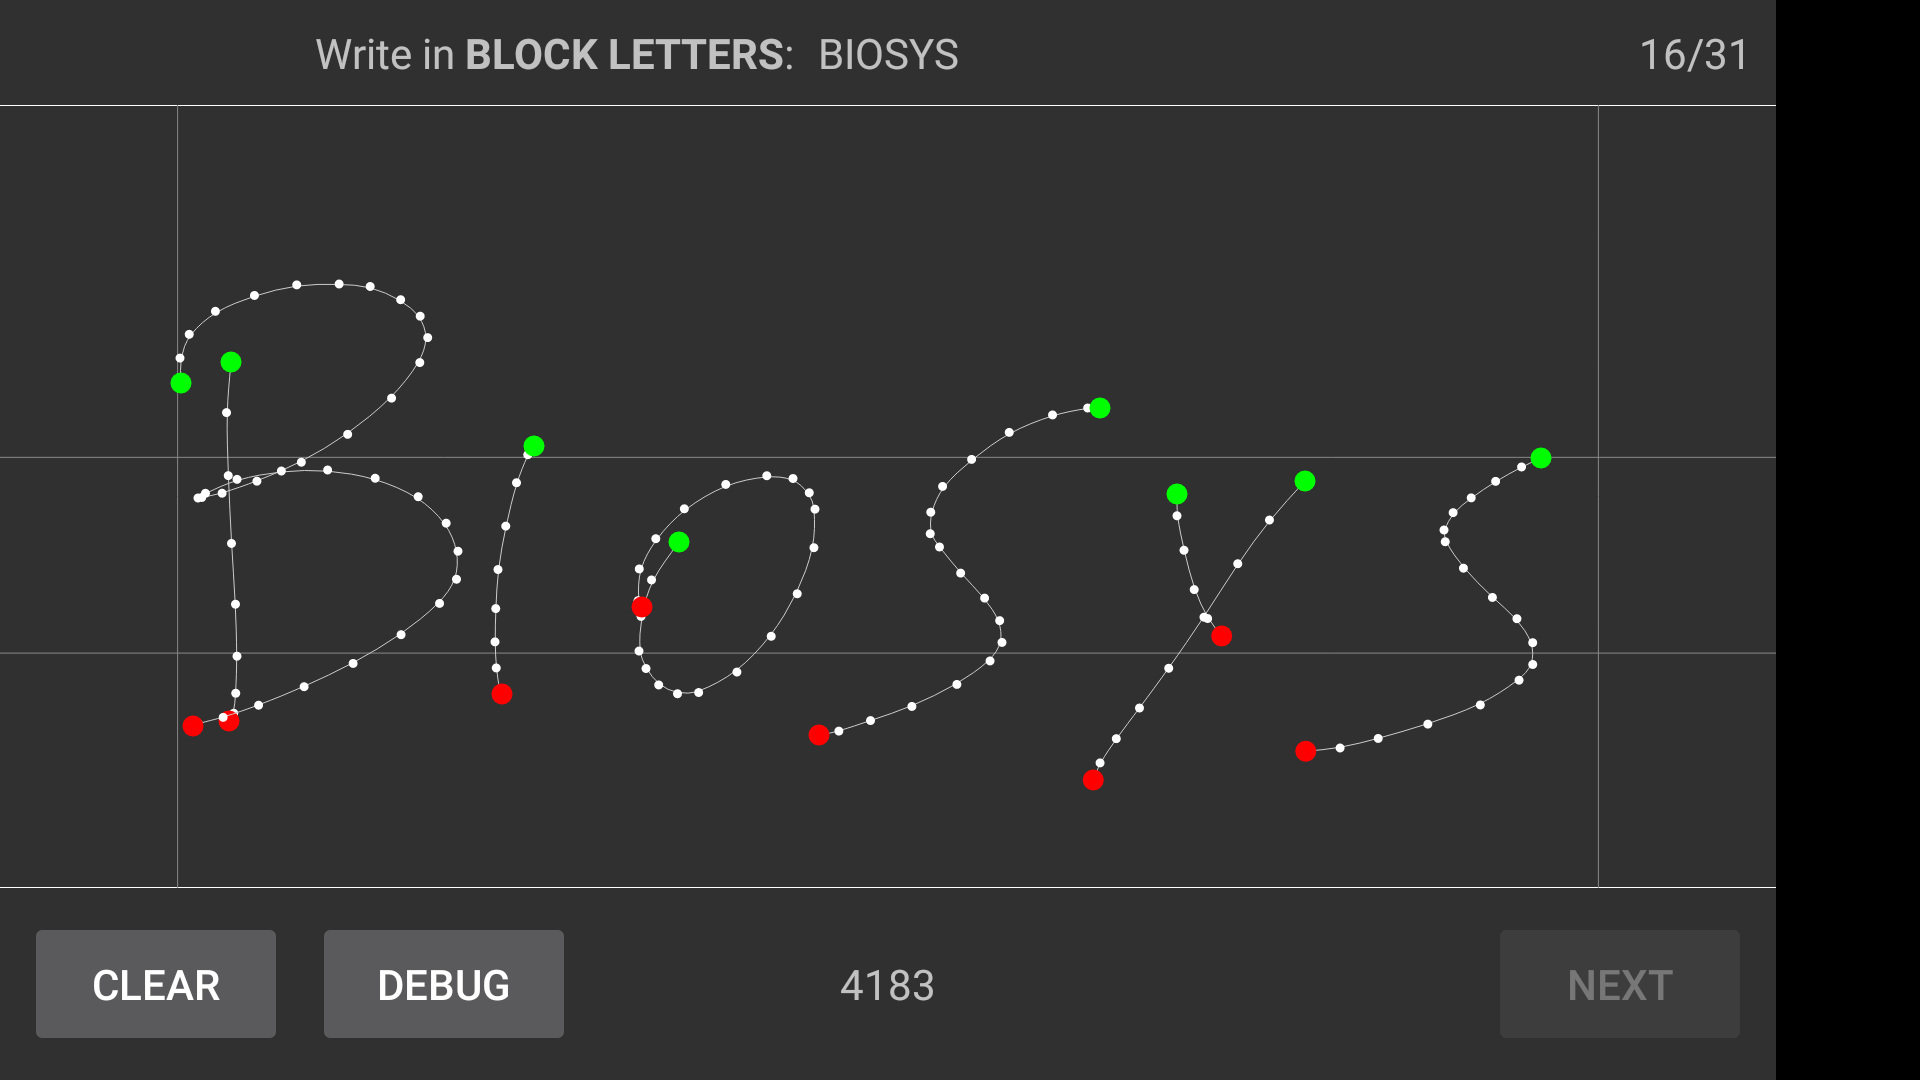 Write in BLOCK LETTERS: BIOSYS 16/31
BIOSYS
CLEAR DEBUG 4183 NEXT